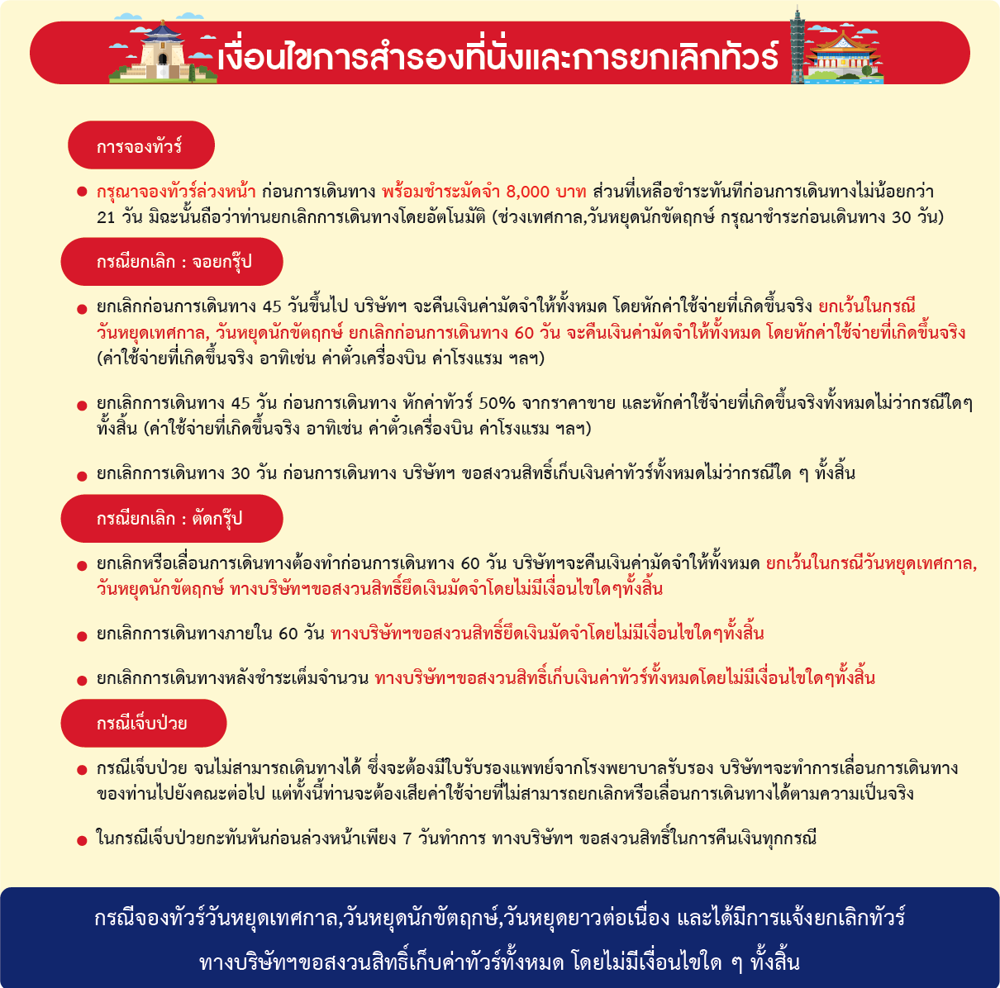 เงื่อนไขการสำรองที่นั่งและการยกเลิกทัวร์
การจองทัวร์
กรุณาจองทัวร์ล่วงหน้า ก่อนการเดินทาง พร้อมชำระมัดจำ 8,000 บาท ส่วนที่เหลือชำระทันทีก่อนการเดินทางไม่น้อยกว่า
21 วัน มิฉะนั้นถือว่าท่านยกเลิกการเดินทางโดยอัตโนมัติ (ช่วงเทศกาล,วันหยุดนักขัตฤกษ์ กรุณาชำระก่อนเดินทาง 30 วัน)
กรณียกเลิก : จอยกรุ๊ป
ยกเลิกก่อนการเดินทาง 45 วันขึ้นไป บริษัทฯ จะคืนเงินค่ามัดจำให้ทั้งหมด โดยหักค่าใช้จ่ายที่เกิดขึ้นจริง ยกเว้นในกรณี
วันหยุดเทศกาล, วันหยุดนักขัตฤกษ์ ยกเลิกก่อนการเดินทาง 60 วัน จะคืนเงินค่ามัดจำให้ทั้งหมด โดยหักค่าใช้จ่ายที่เกิดขึ้นจริง
(ค่าใช้จ่ายที่เกิดขึ้นจริง อาทิเช่น ค่าตั๋วเครื่องบิน ค่าโรงแรม ฯลฯ)
ยกเลิกการเดินทาง 45 วัน ก่อนการเดินทาง หักค่าทัวร์ 50% จากราคาขาย และหักค่าใช้จ่ายที่เกิดขึ้นจริงทั้งหมดไม่ว่ากรณีใดๆ
ทั้งสิ้น (ค่าใช้จ่ายที่เกิดขึ้นจริง อาทิเช่น ค่าตั๋วเครื่องบิน ค่าโรงแรม ฯลฯ)
ยกเลิกการเดินทาง 30 วัน ก่อนการเดินทาง บริษัทฯ ขอสงวนสิทธิ์เก็บเงินค่าทัวร์ทั้งหมดไม่ว่ากรณีใด ๆ ทั้งสิ้น
กรณียกเลิก : ตัดกรุ๊ป
ยกเลิกหรือเลื่อนการเดินทางต้องทำก่อนการเดินทาง 60 วัน บริษัทฯจะคืนเงินค่ามัดจำให้ทั้งหมด ยกเว้นในกรณีวันหยุดเทศกาล,
วันหยุดนักขัตฤกษ์ ทางบริษัทฯขอสงวนสิทธิ์ยึดเงินมัดจำโดยไม่มีเงื่อนไขใดๆทั้งสิ้น
ยกเลิกการเดินทางภายใน 60 วัน ทางบริษัทฯขอสงวนสิทธิ์ยึดเงินมัดจำโดยไม่มีเงื่อนไขใดๆทั้งสิ้น
ยกเลิกการเดินทางหลังชำระเต็มจำนวน ทางบริษัทฯขอสงวนสิทธิ์เก็บเงินค่าทัวร์ทั้งหมดโดยไม่มีเงื่อนไขใดๆทั้งสิ้น
กรณีเจ็บป่วย
กรณีเจ็บป่วย จนไม่สามารถเดินทางได้ ซึ่งจะต้องมีใบรับรองแพทย์จากโรงพยาบาลรับรอง บริษัทฯจะทำการเลื่อนการเดินทาง
ของท่านไปยังคณะต่อไป แต่ทั้งนี้ท่านจะต้องเสียค่าใช้จ่ายที่ไม่สามารถยกเลิกหรือเลื่อนการเดินทางได้ตามความเป็นจริง
ในกรณีเจ็บป่วยกะทันหันก่อนล่วงหน้าเพียง 7 วันทำการ ทางบริษัทฯ ขอสงวนสิทธิ์ในการคืนเงินทุกกรณี
กรณีจองทัวร์วันหยุดเทศกาล,วันหยุดนักขัตฤกษ์,วันหยุดยาวต่อเนื่อง และได้มีการแจ้งยกเลิกทัวร์
ทางบริษัทฯขอสงวนสิทธิ์เก็บค่าทัวร์ทั้งหมด โดยไม่มีเงื่อนไขใด ๆ ทั้งสิ้น